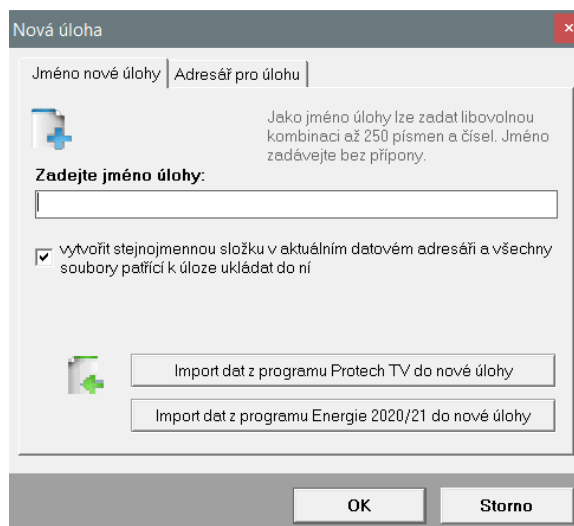 Nová úloha
Jméno nové úlohy
Adresář pro úlohu
Jako jméno úlohy lze zadat libovolnou
kombinaci až 250 písmen a čísel. Jméno
zadávejte bez přípony.
Zadejte jméno úlohy:
vytvořit stejnojmennou složku v aktuálním datovém adresáři a všechny
soubory patřící k úloze ukládat do ní
Import dat z programu Protech TV do nové úlohy
Import dat z programu Energie 2020/21 do nové úlohy
OK
Storno